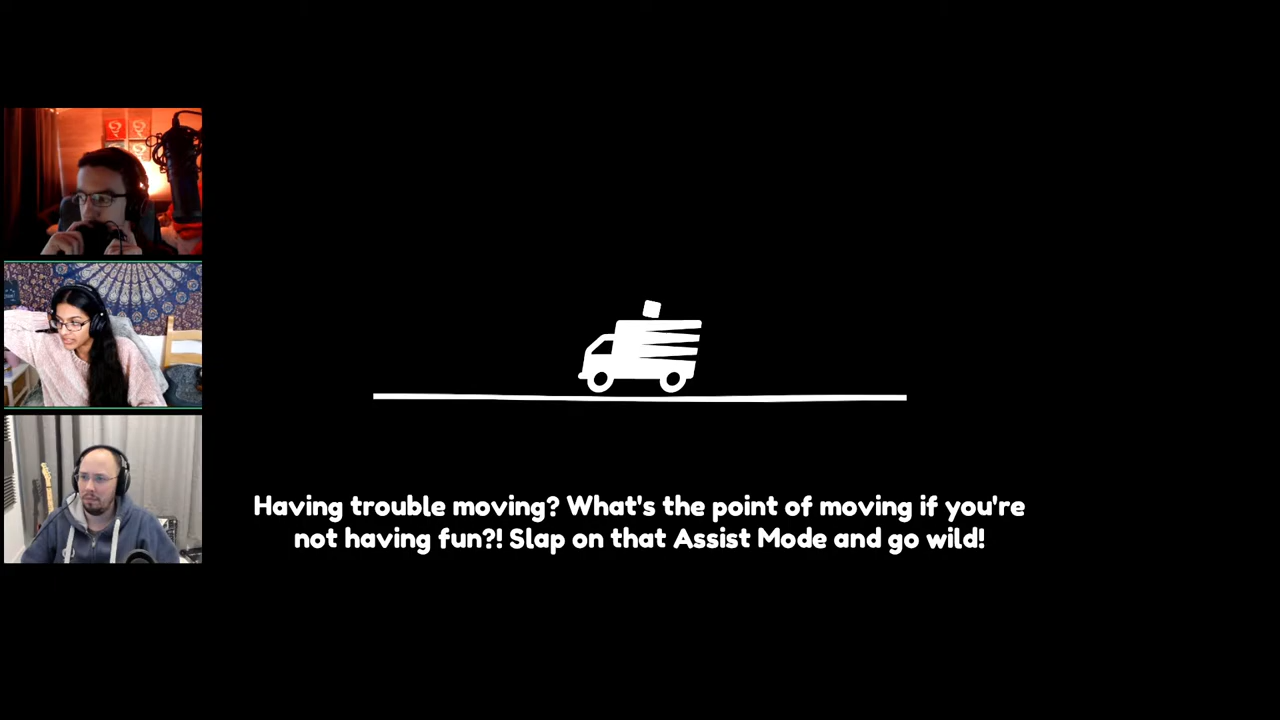 Having trouble moving? What's the point of moving if you're
not having fun?! Slap on that Assist Mode and go wild!